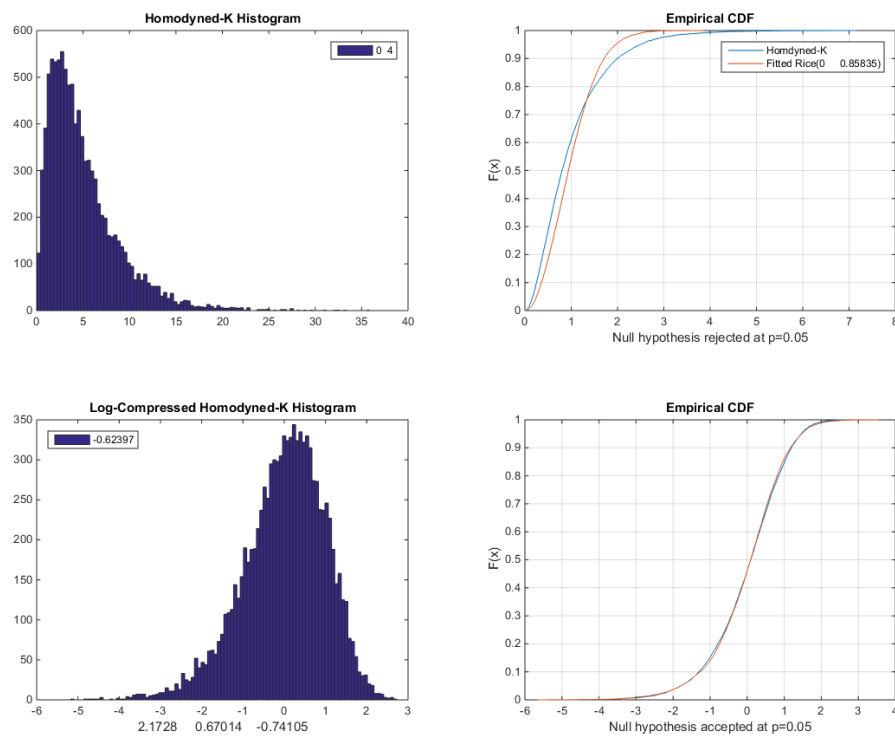 Homodyned-K Histogram
600
500
400
300
200
100
0
0 5 10 15 20 25 30 35 40
0 4
Empirical CDF
1
0.9
0.8
0.7
0.6
0.5
0.4
0.3
0.2
0.1
0
F(x)
0 1 2 3 4 5 6 7 8
Null hypothesis rejected at p=0.05
Homdyned-K
Fitted Rice(0 0.85835)
Log-Compressed Homodyned-K Histogram
350
300
250
200
150
100
50
0
-6 -5 -4 -3 -2 -1 0 1 2 3
2.1728 0.67014 -0.74105
-0.62397
Empirical CDF
1
0.9
0.8
0.7
0.6
0.5
0.4
0.3
0.2
0.1
0
F(x)
-6 -5 -4 -3 -2 -1 0 1 2 3 4
Null hypothesis accepted at p=0.05